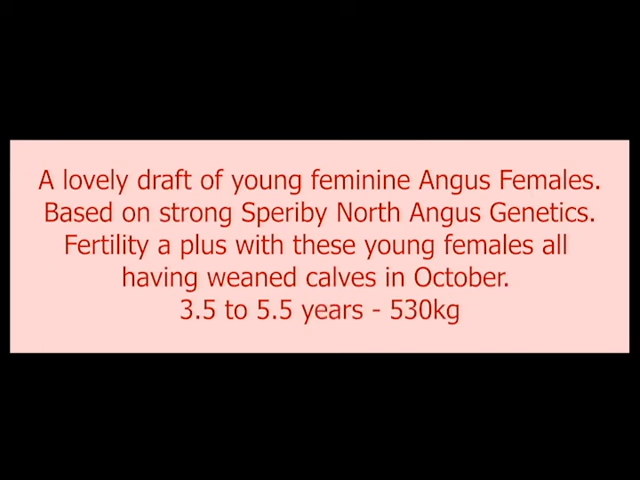 A lovely draft of young feminine Angus Females.
Based on strong Speriby North Angus Genetics.
Fertility a plus with these young females all
having weaned calves in October.
3.5 to 5.5 years - 530kg